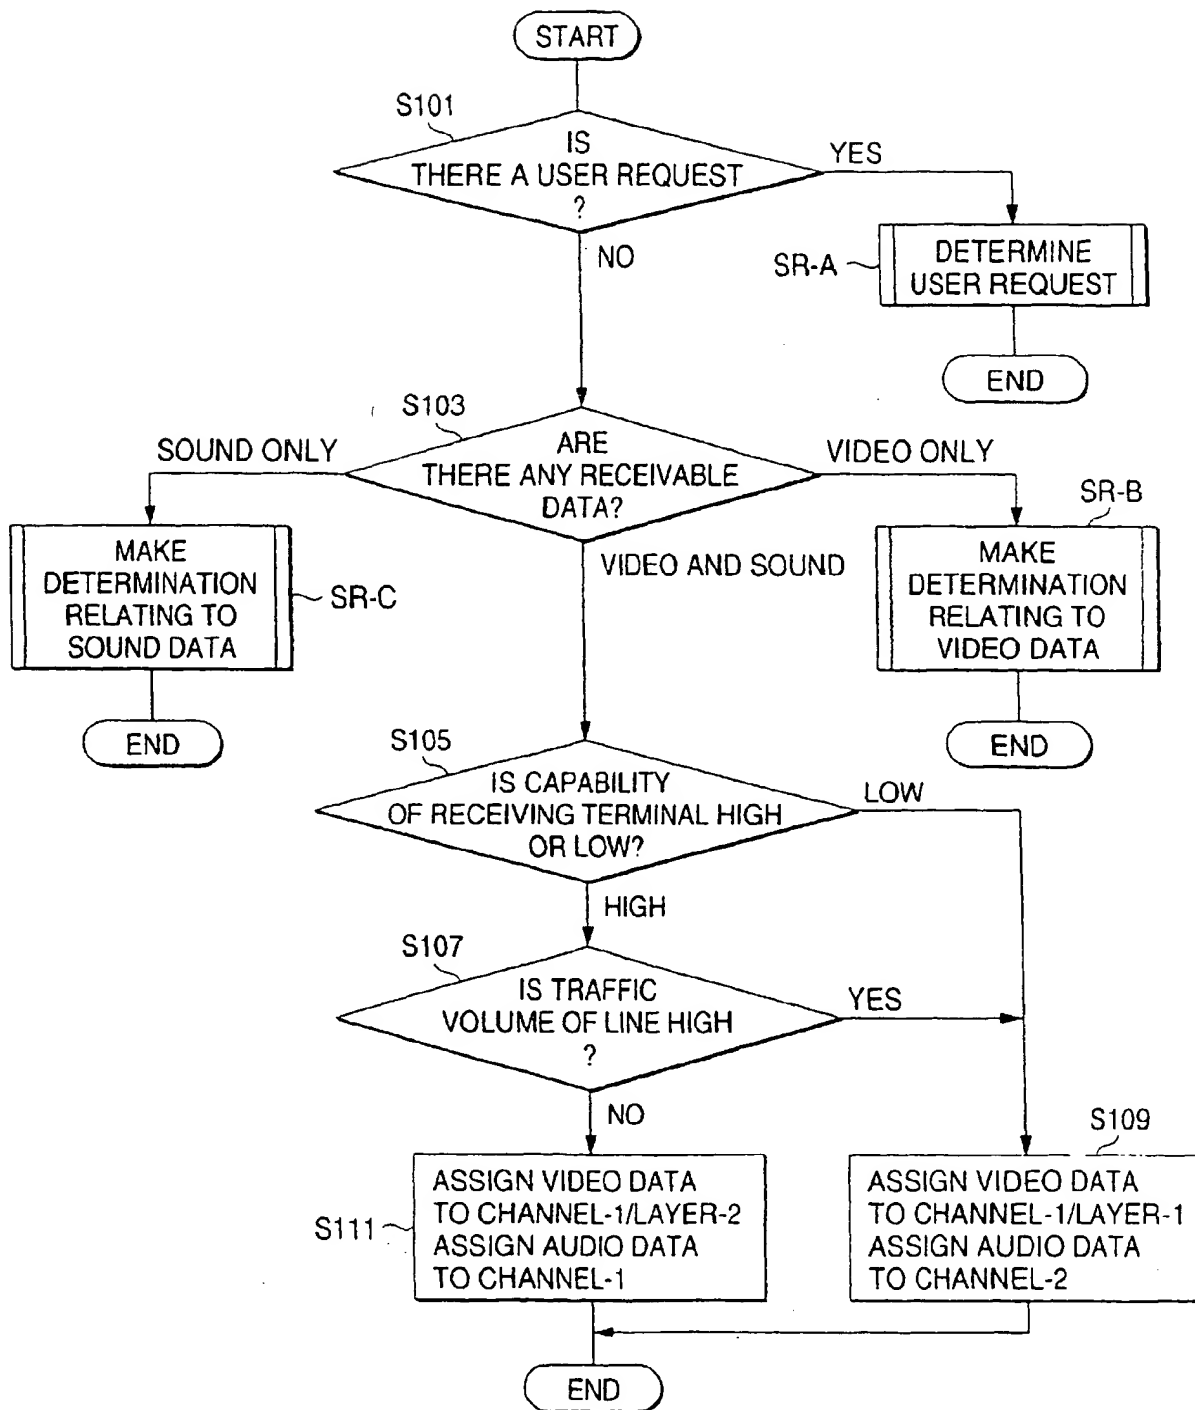 START
S101
IS
THERE A USER REQUEST
?
YES
NO
SR-A
DETERMINE
USER REQUEST
END
S103
ARE
THERE ANY RECEIVABLE
DATA?
SOUND ONLY
VIDEO ONLY
VIDEO AND SOUND
MAKE
DETERMINATION
RELATING TO
SOUND DATA
SR-C
END
SR-B
MAKE
DETERMINATION
RELATING TO
VIDEO DATA
END
S105
IS CAPABILITY
OF RECEIVING TERMINAL HIGH
OR LOW?
LOW
HIGH
S107
IS TRAFFIC
VOLUME OF LINE HIGH
?
YES
NO
S111
ASSIGN VIDEO DATA
TO CHANNEL-1/LAYER-2
ASSIGN AUDIO DATA
TO CHANNEL-1
S109
ASSIGN VIDEO DATA
TO CHANNEL-1/LAYER-1
ASSIGN AUDIO DATA
TO CHANNEL-2
END